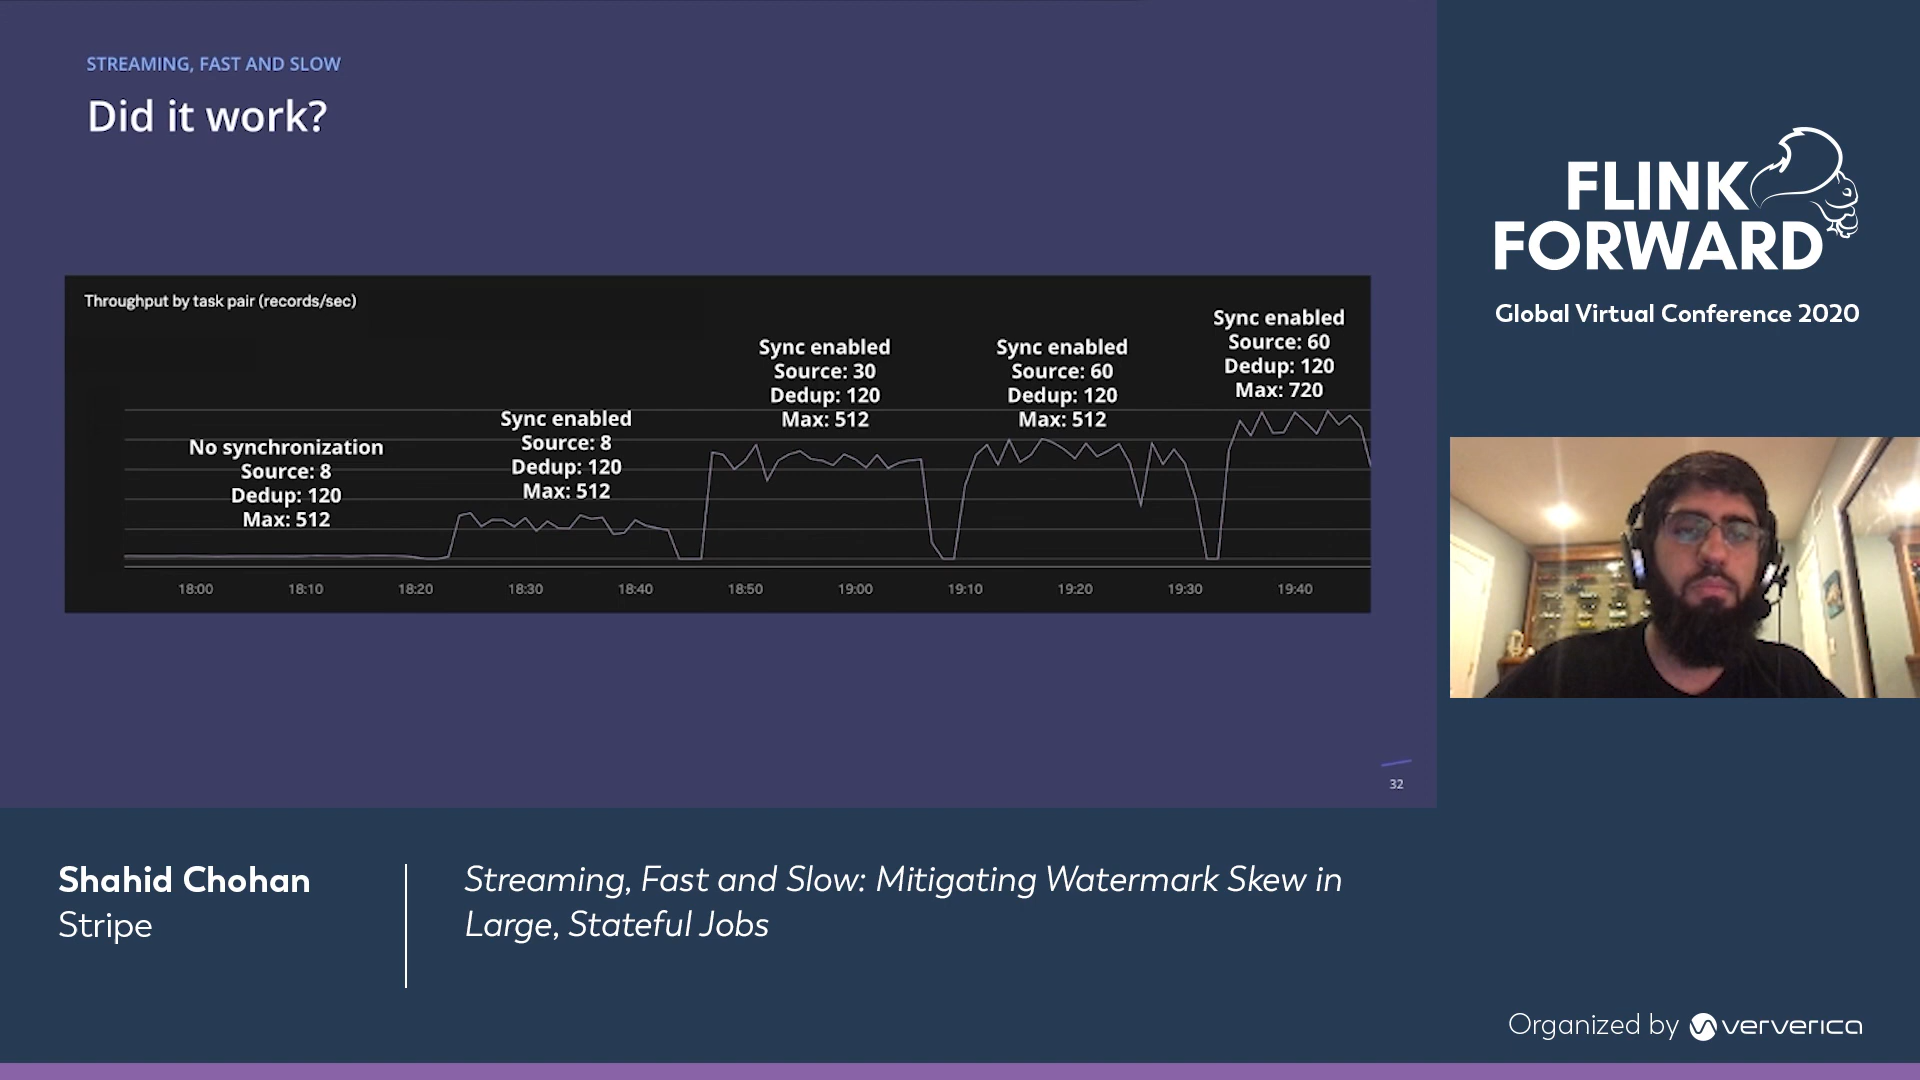 STREAMING, FAST AND SLOW
Did it work?
Throughput by task pair (records/sec)
No synchronization
Source: 8
Dedup: 120
Max: 512
Sync enabled
Source: 8
Dedup: 120
Max: 512
Sync enabled
Source: 30
Dedup: 120
Max: 512
Sync enabled
Source: 60
Dedup: 120
Max: 512
Sync enabled
Source: 60
Dedup: 120
Max: 720
18:00 18:10 18:20 18:30 18:40 18:50 19:00 19:10 19:20 19:30 19:40
32
FLINK
FORWARD
Global Virtual Conference 2020
Shahid Chohan
Stripe
Streaming, Fast and Slow: Mitigating Watermark Skew in
Large, Stateful Jobs
Organized by ververica